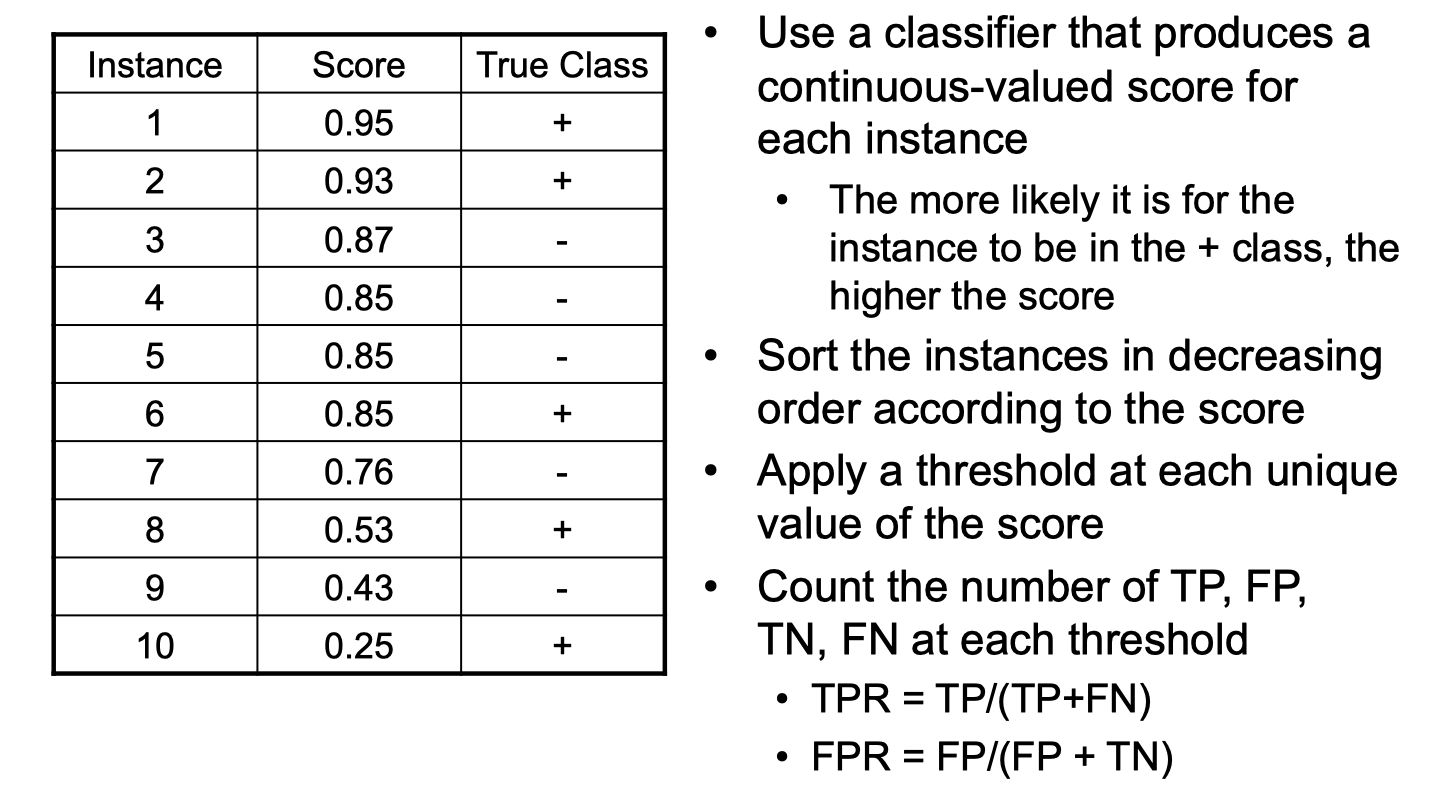 Instance Score True Class
1 0.95 +
2 0.93 +
3 0.87 -
4 0.85 -
5 0.85 -
6 0.85 +
7 0.76 -
8 0.53 +
9 0.43 -
10 0.25 +
• Use a classifier that produces a
continuous-valued score for
each instance
• The more likely it is for the
instance to be in the + class, the
higher the score
• Sort the instances in decreasing
order according to the score
• Apply a threshold at each unique
value of the score
• Count the number of TP, FP,
TN, FN at each threshold
• TPR = TP/(TP+FN)
• FPR = FP/(FP + TN)